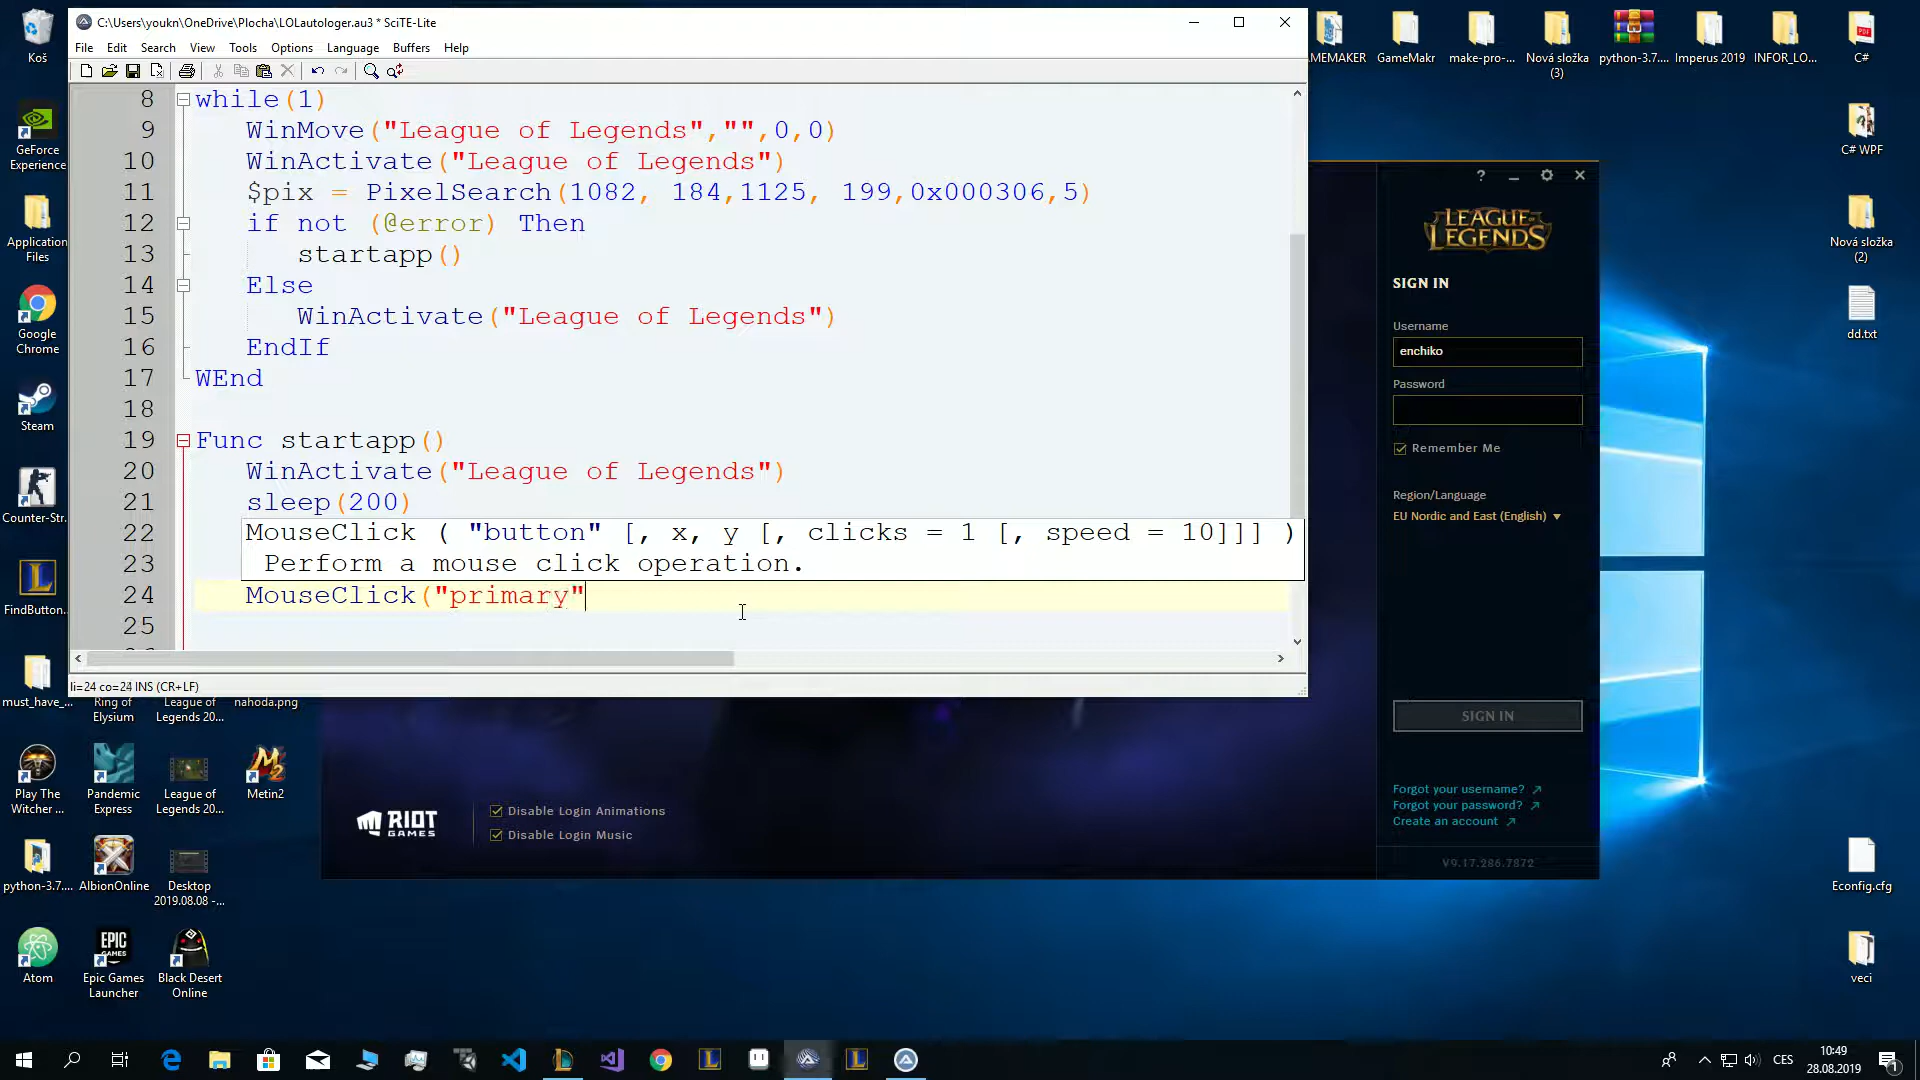 C:\Users\youkn\OneDrive\Plocha\LOLautologer.au3 * SciTE-Lite
File Edit Search View Tools Options Language Buffers Help
8 while(1)
9 WinMove("League of Legends","",0,0)
10 WinActivate("League of Legends")
11 $pix = PixelSearch(1082, 184,1125, 199,0x000306,5)
12 if not (@error) Then
13 startapp()
14 Else
15 WinActivate("League of Legends")
16 EndIf
17 WEnd
18
19 Func startapp()
20 WinActivate("League of Legends")
21 sleep(200)
22 MouseClick ( "button" [, x, y [, clicks = 1 [, speed = 10]]] )
23 Perform a mouse click operation.
24 MouseClick("primary"
25
li=24 co=24 INS (CR+LF)
Koš
GeForce
Experience
Application
Files
Google
Chrome
Steam
Counter-Str...
FindButton...
must_have_...
Ring of
Elysium
League of
Legends 20...
nahoda.png
Play The
Witcher ...
Pandemic
Express
League of
Legends 20...
Metin2
python-3.7....
AlbionOnline
Desktop
2019.08.08 -...
Atom
Epic Games
Launcher
Black Desert
Online
EPIC
GAMES
AMEMAKER
GameMakr
make-pro-...
Nová složka
(3)
python-3.7....
Imperus 2019
INFOR_LO...
C#
C# WPF
Nová složka
(2)
dd.txt
Econfig.cfg
veci
LEAGUE
OF
LEGENDS
SIGN IN
Username
enchiko
Password
Remember Me
Region/Language
EU Nordic and East (English)
SIGN IN
Forgot your username?
Forgot your password?
Create an account
V9.17.286.7872
RIOT
GAMES
Disable Login Animations
Disable Login Music
CES
10:49
28.08.2019
1